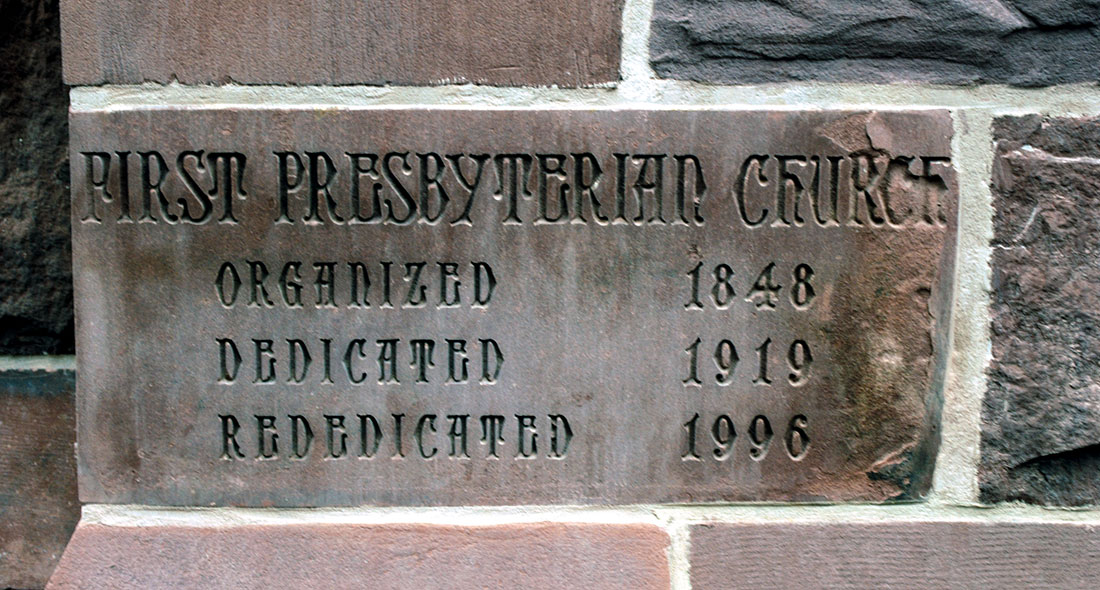 FIRST PRESBYTERIAN CHURCH
ORGANIZED 1848
DEDICATED 1919
REDEDICATED 1996